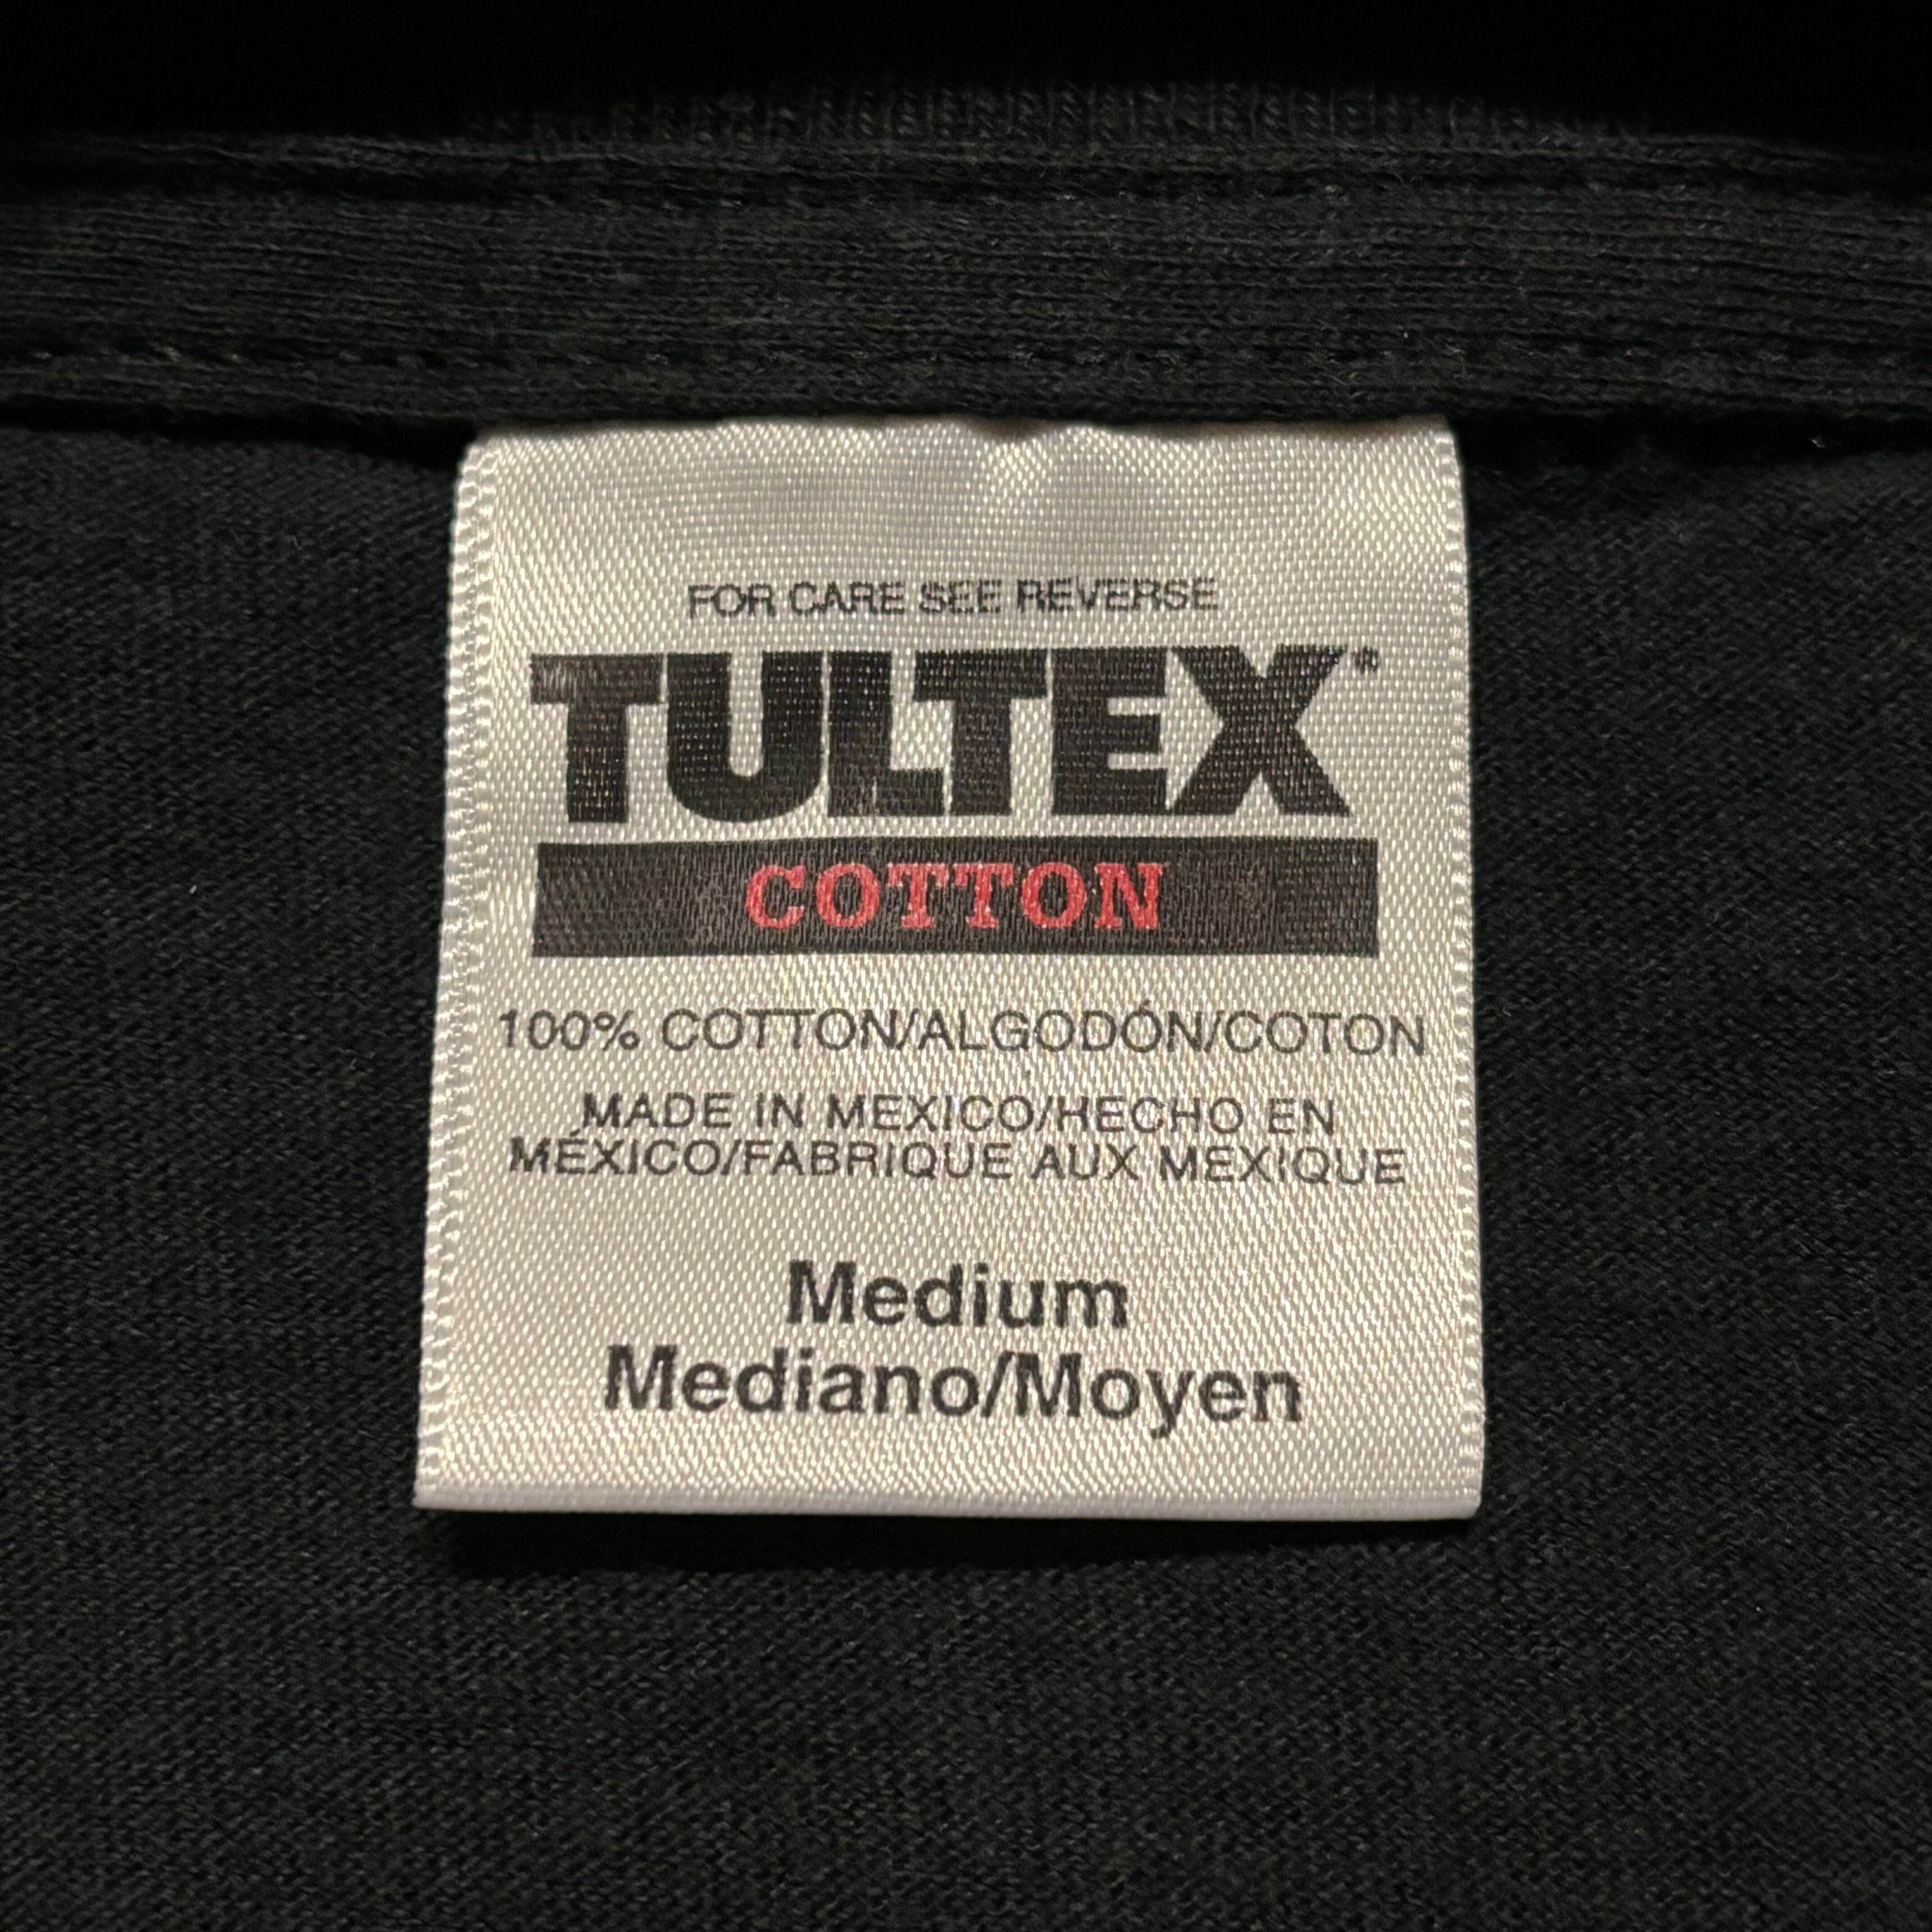 FOR CARE SEE REVERSE
TULTEX®
COTTON
100% COTTON/ALGODÓN/COTON
MADE IN MEXICO/HECHO EN
MÉXICO/FABRIQUE AUX MEXIQUE
Medium
Mediano/Moyen